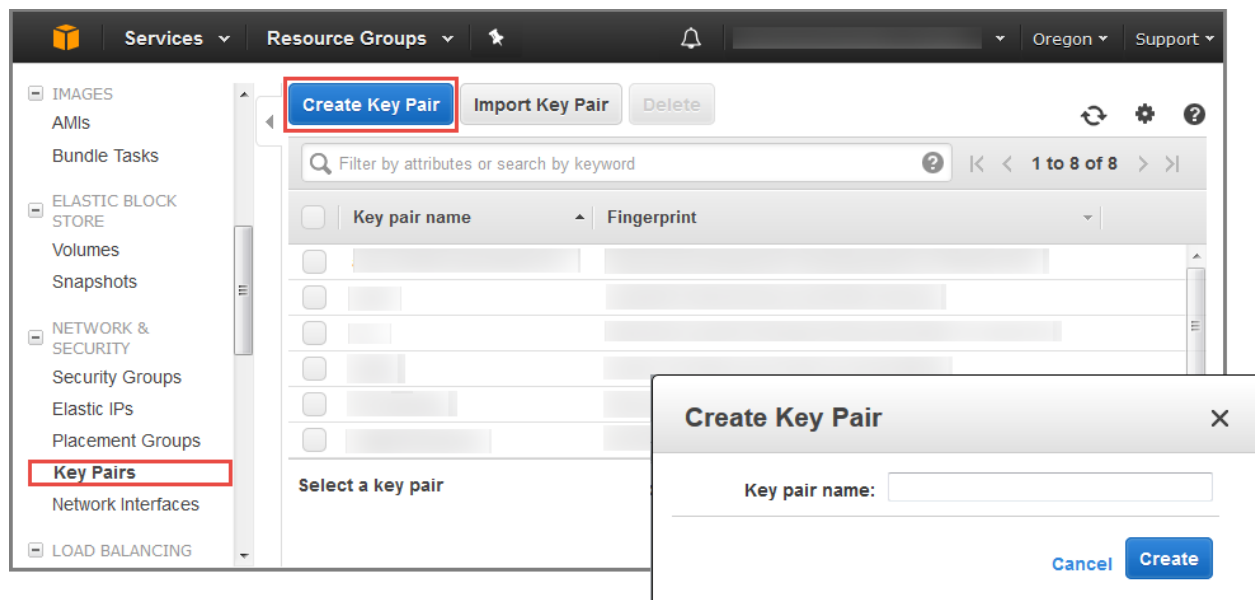 Services Resource Groups Oregon Support
IMAGES
AMIs
Bundle Tasks
ELASTIC BLOCK
STORE
Volumes
Snapshots
NETWORK &
SECURITY
Security Groups
Elastic IPs
Placement Groups
Key Pairs
Network Interfaces
LOAD BALANCING
Create Key Pair Import Key Pair Delete
Filter by attributes or search by keyword 1 to 8 of 8
Key pair name Fingerprint
Select a key pair
Create Key Pair
Key pair name:
Cancel Create